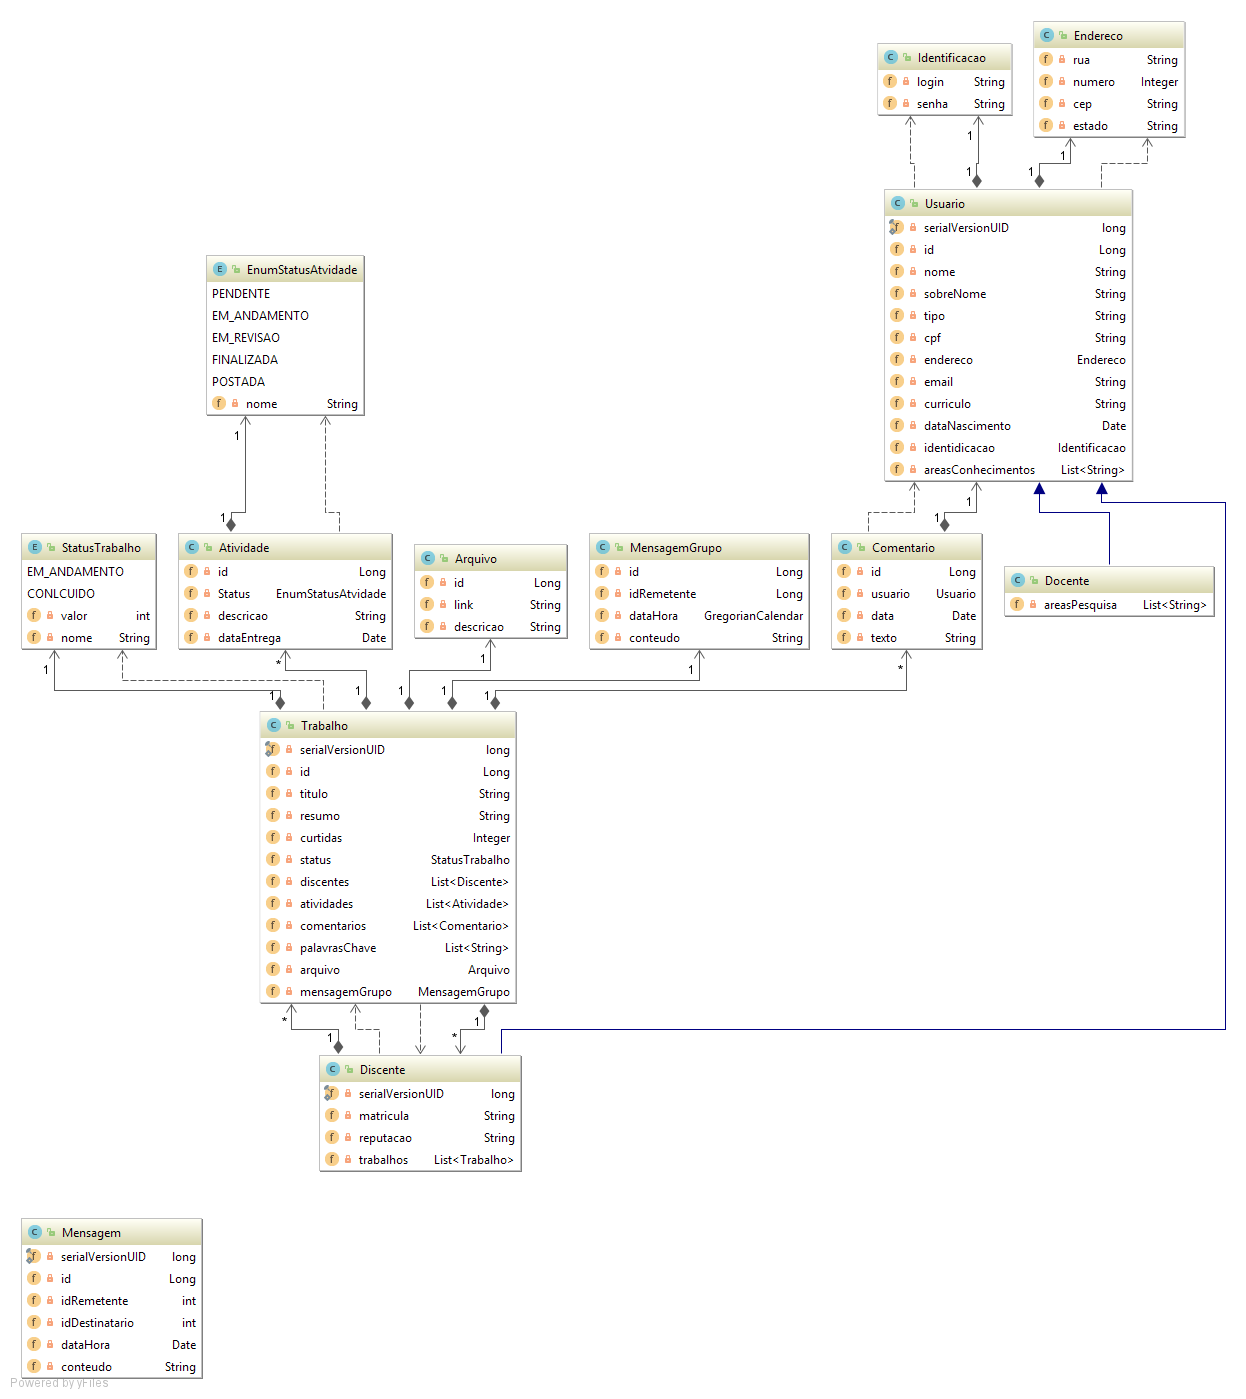 Endereco
rua String
numero Integer
cep String
estado String
Identificacao
login String
senha String
1
1
1
1
Usuario
serialVersionUID long
id Long
nome String
sobreNome String
tipo String
cpf String
endereco Endereco
email String
curriculo String
dataNascimento Date
identidicacao Identificacao
areasConhecimentos List<String>
EnumStatusAtvidade
PENDENTE
EM_ANDAMENTO
EM_REVISAO
FINALIZADA
POSTADA
nome String
1
1
1
1
StatusTrabalho
EM_ANDAMENTO
CONLCUIDO
valor int
nome String
Atividade
id Long
Status EnumStatusAtvidade
descricao String
dataEntrega Date
Arquivo
id Long
link String
descricao String
MensagemGrupo
id Long
idRemetente Long
dataHora GregorianCalendar
conteudo String
Comentario
id Long
usuario Usuario
data Date
texto String
Docente
areasPesquisa List<String>
1
*
1
1
*
1
1
1
1
1
Trabalho
serialVersionUID long
id Long
titulo String
resumo String
curtidas Integer
status StatusTrabalho
discentes List<Discente>
atividades List<Atividade>
comentarios List<Comentario>
palavrasChave List<String>
arquivo Arquivo
mensagemGrupo MensagemGrupo
*
1
1
*
Discente
serialVersionUID long
matricula String
reputacao String
trabalhos List<Trabalho>
Mensagem
serialVersionUID long
id Long
idRemetente int
idDestinatario int
dataHora Date
conteudo String
Powered by yFiles